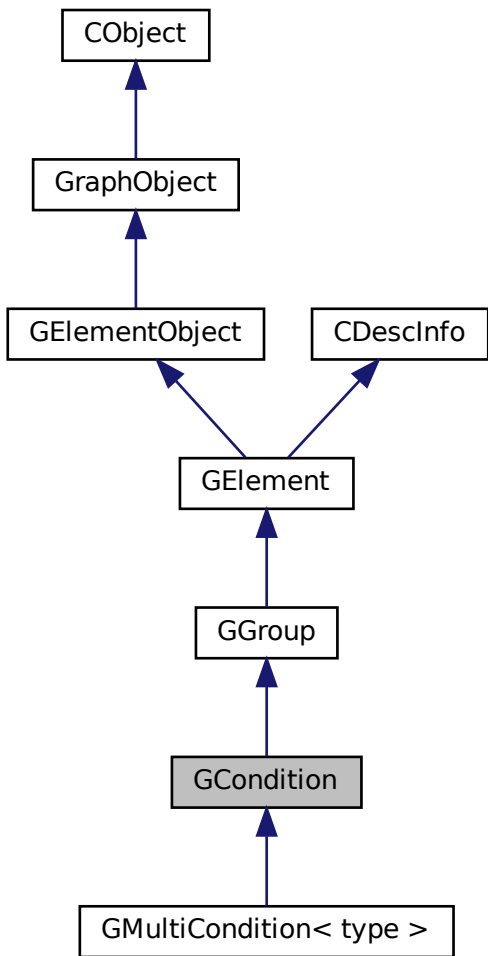 CObject
GraphObject
GElementObject
CDescInfo
GElement
GGroup
GCondition
GMultiCondition< type >